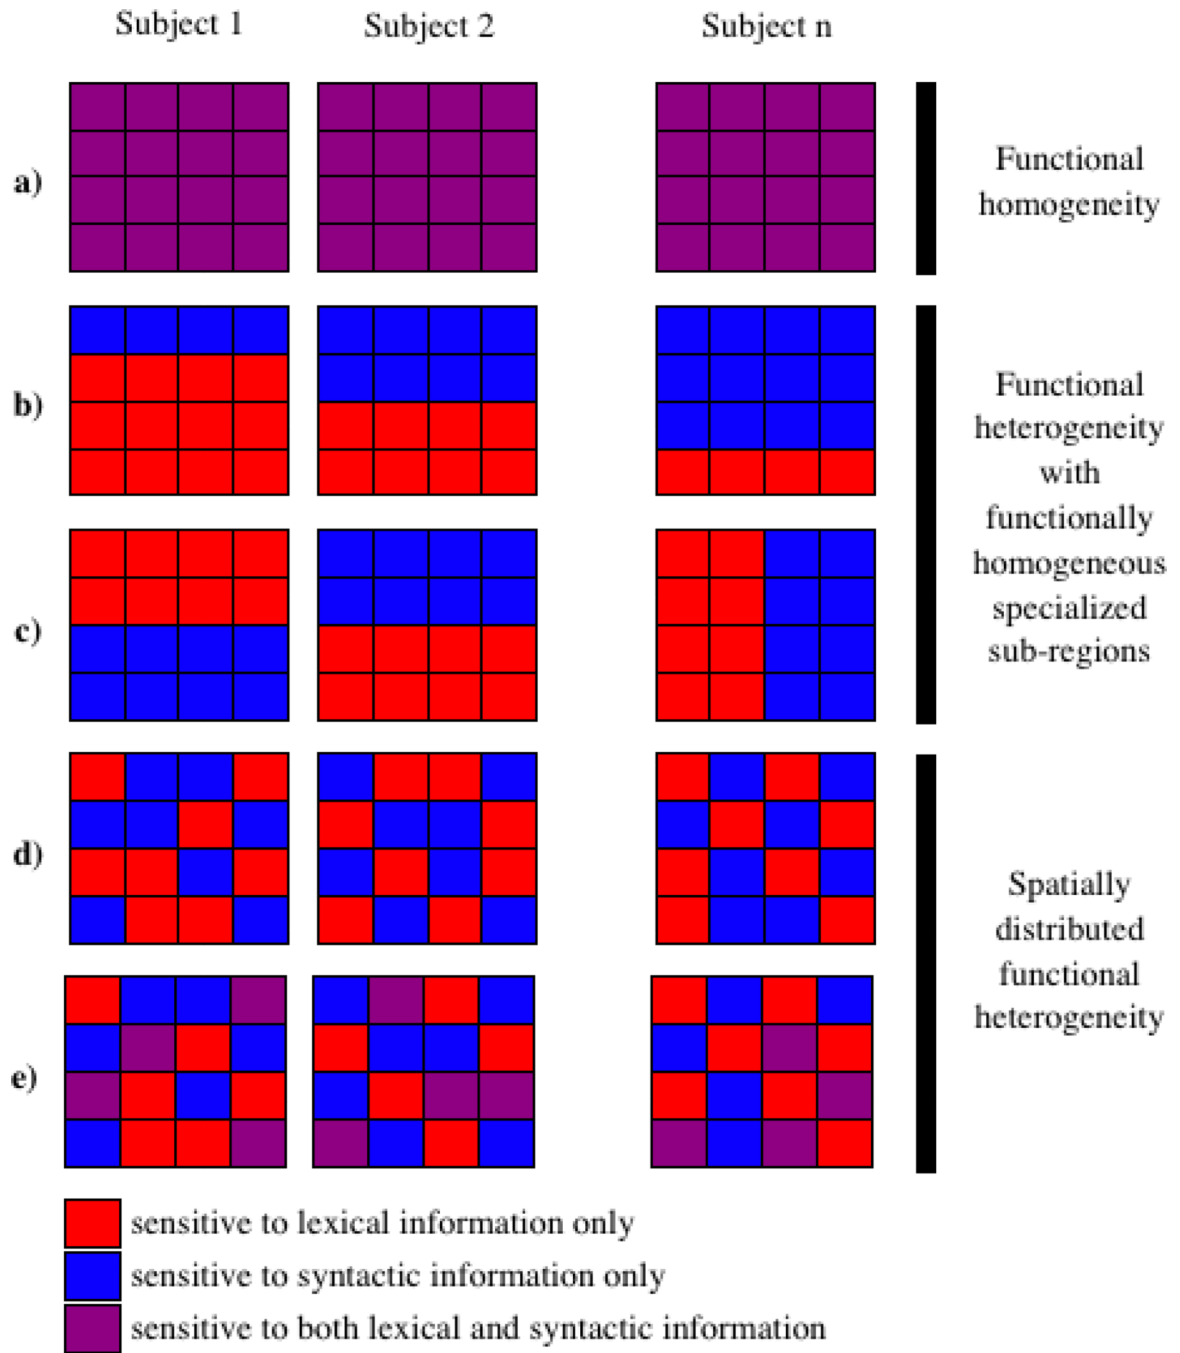 Subject 1
Subject 2
Subject n
a)
Functional
homogeneity
b)
Functional
heterogeneity
with
functionally
homogeneous
specialized
sub-regions
c)
d)
Spatially
distributed
functional
heterogeneity
e)
sensitive to lexical information only
sensitive to syntactic information only
sensitive to both lexical and syntactic information